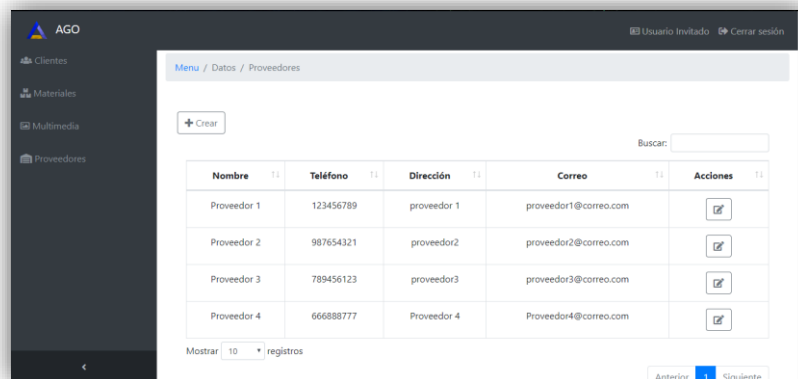 AGO
Usuario Invitado Cerrar sesión
Clientes
Materiales
Multimedia
Proveedores
Menu / Datos / Proveedores
Crear
Buscar:
Nombre Teléfono Dirección Correo Acciones
Proveedor 1 123456789 proveedor 1 proveedor1@correo.com
Proveedor 2 987654321 proveedor2 proveedor2@correo.com
Proveedor 3 789456123 proveedor3 proveedor3@correo.com
Proveedor 4 666888777 Proveedor 4 Proveedor4@correo.com
Mostrar 10 registros
Anterior 1 Siguiente